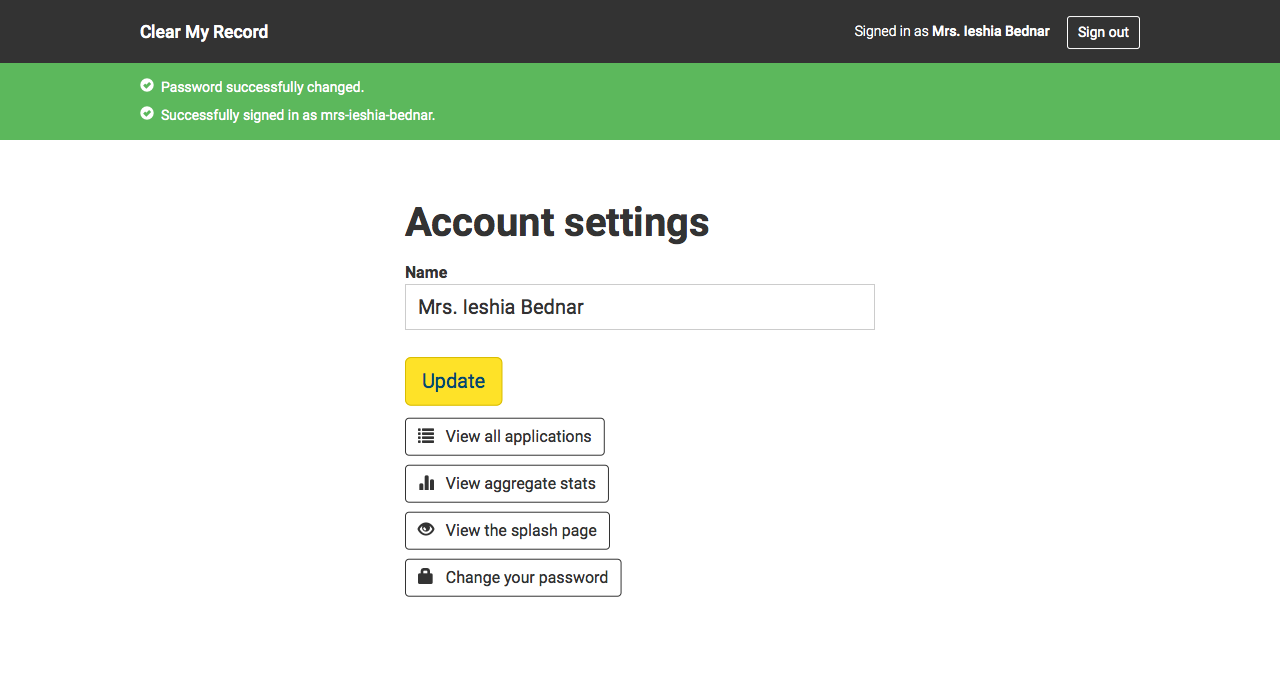 Clear My Record
Signed in as Mrs. Ieshia Bednar
Sign out
Password successfully changed.
Successfully signed in as mrs-ieshia-bednar.
Account settings
Name
Mrs. Ieshia Bednar
Update
View all applications
View aggregate stats
View the splash page
Change your password